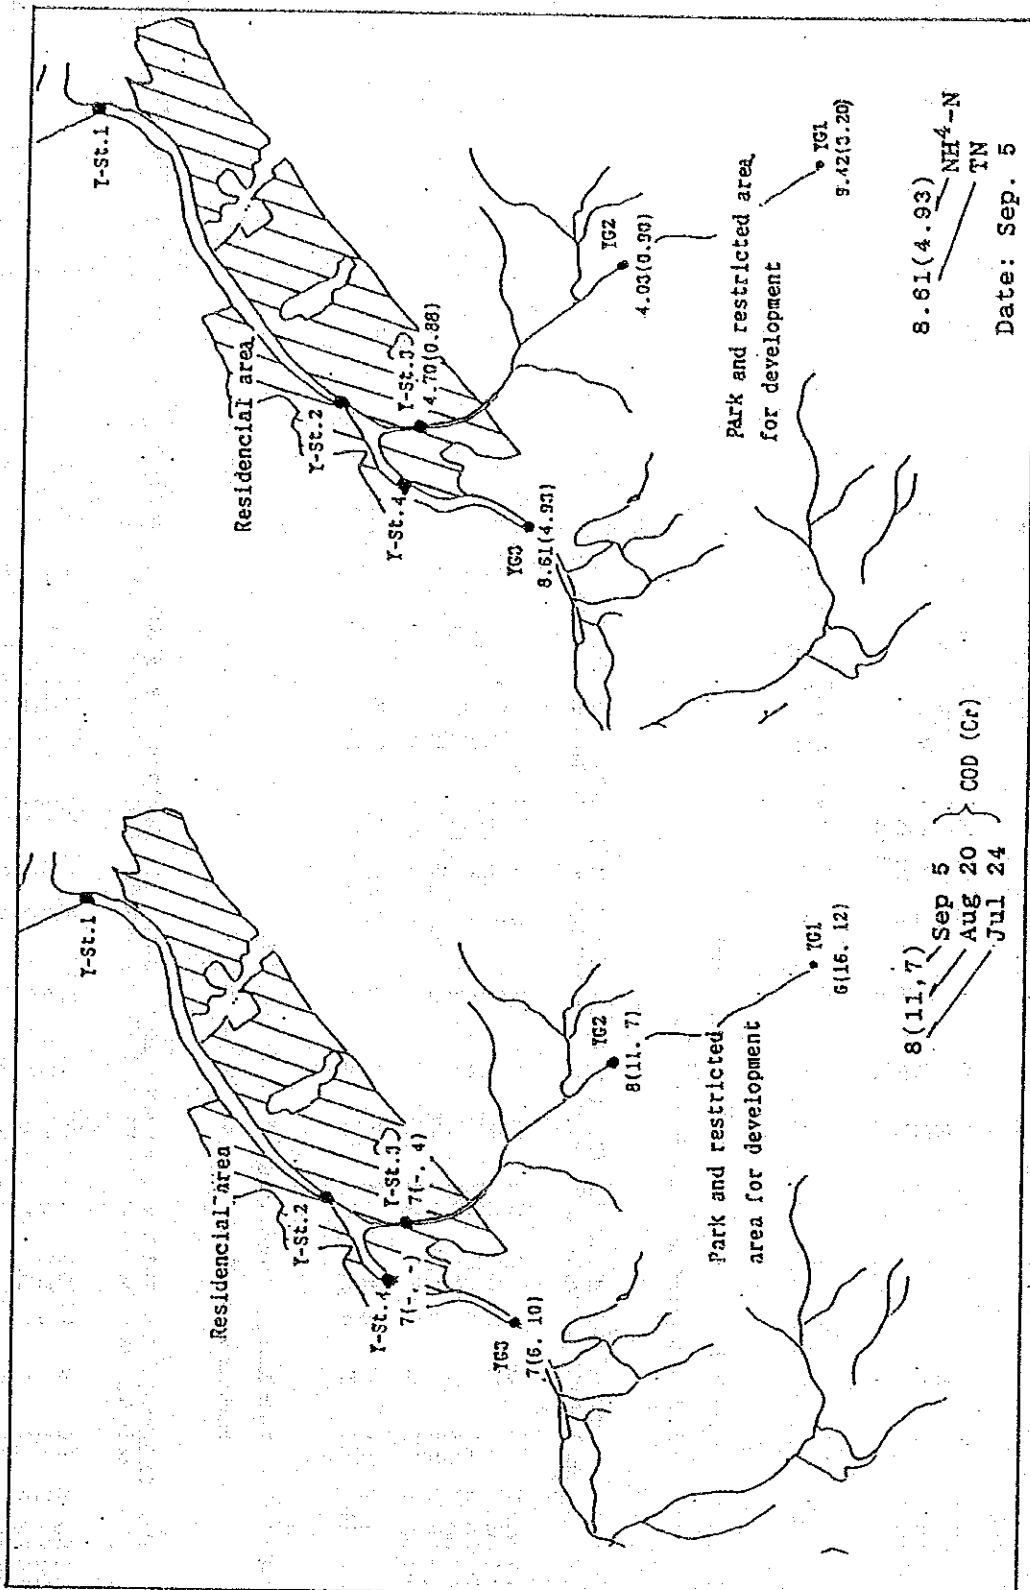 Y-St.1
Residencial area
Y-St.2
Y-St.3
7(-, 4)
Y-St.4
7(-, -)
YG3
7(6, 10)
YG2
8(11, 7)
Park and restricted
area for development
YG1
6(16, 12)
8(11,7)
Sep 5
Aug 20
Jul 24
COD (Cr)
Y-St.1
Residencial area
Y-St.2
Y-St.3
4.70(0.88)
Y-St.4
YG3
8.61(4.93)
YG2
4.03(0.90)
Park and restricted area
for development
YG1
9.42(3.20)
8.61(4.93)
NH4-N
TN
Date: Sep. 5